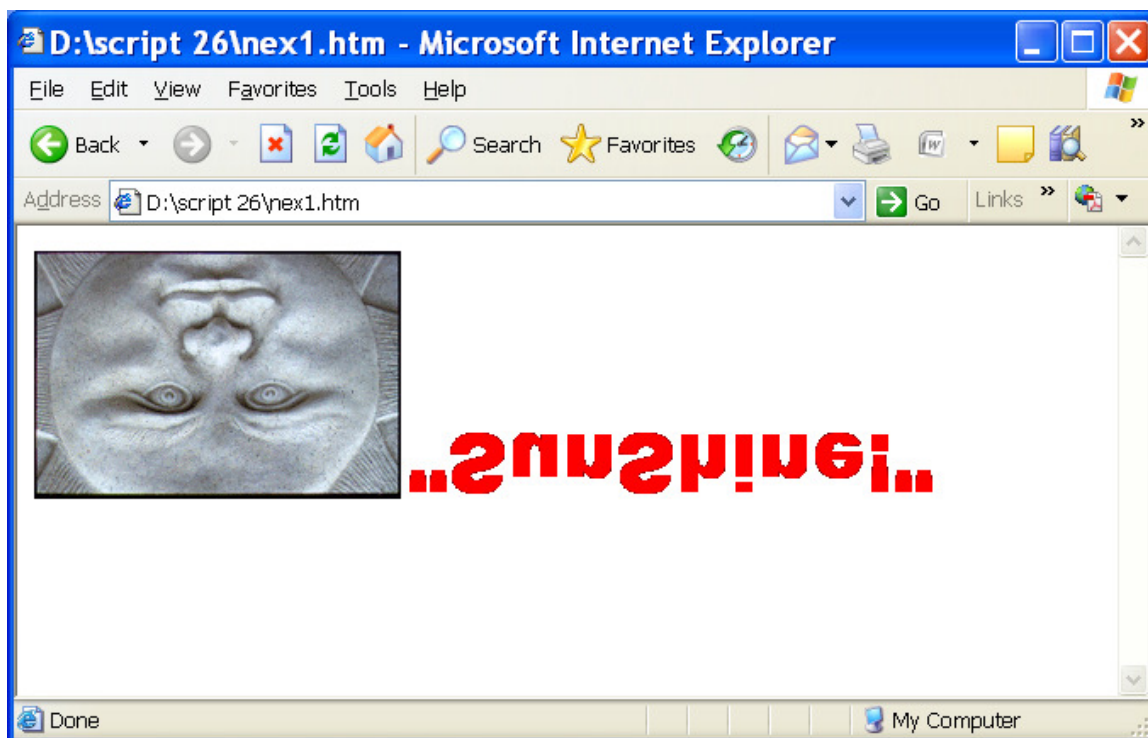 D:\script 26\nex1.htm - Microsoft Internet Explorer
File Edit View Favorites Tools Help
Back Search Favorites W »
Address D:\script 26\nex1.htm Go Links »
"SunShine!"
Done My Computer